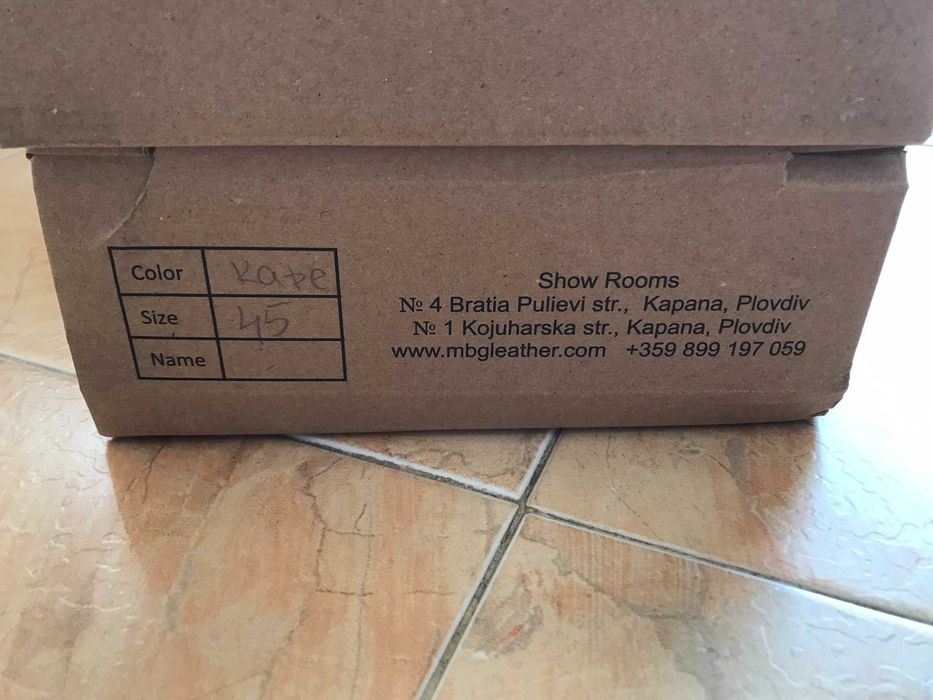 Color кафе
Size 45
Name
Show Rooms
№ 4 Bratia Pulievi str., Kapana, Plovdiv
№ 1 Kojuharska str., Kapana, Plovdiv
www.mbgleather.com +359 899 197 059